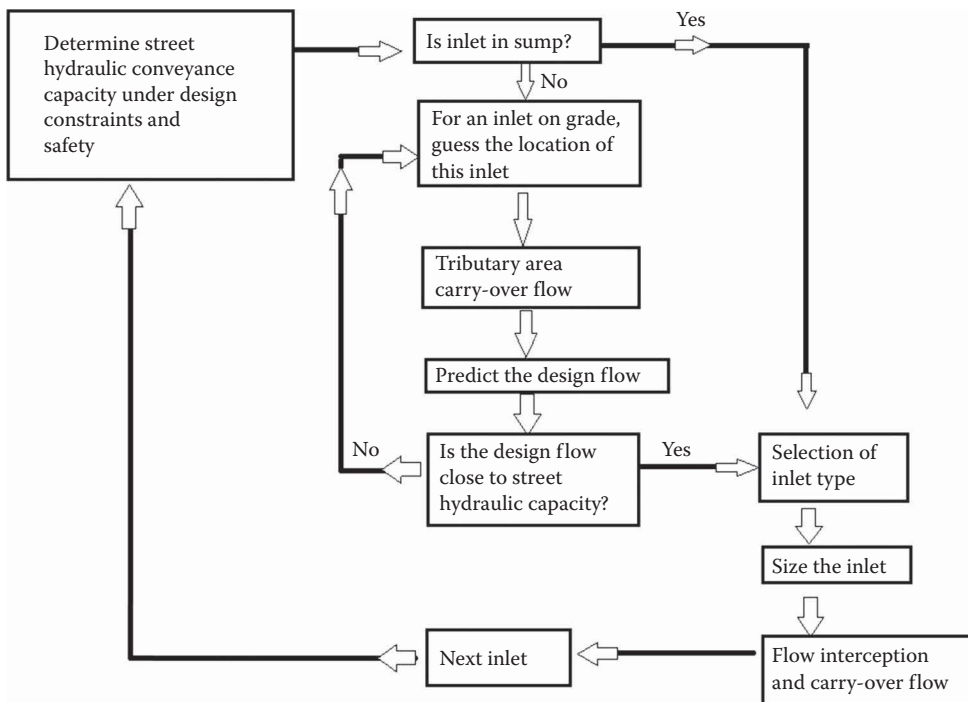 Determine street
hydraulic conveyance
capacity under design
constraints and
safety
Is inlet in sump?
Yes
No
For an inlet on grade,
guess the location of
this inlet
Tributary area
carry-over flow
Predict the design flow
No
Is the design flow
close to street
hydraulic capacity?
Yes
Selection of
inlet type
Size the inlet
Flow interception
and carry-over flow
Next inlet